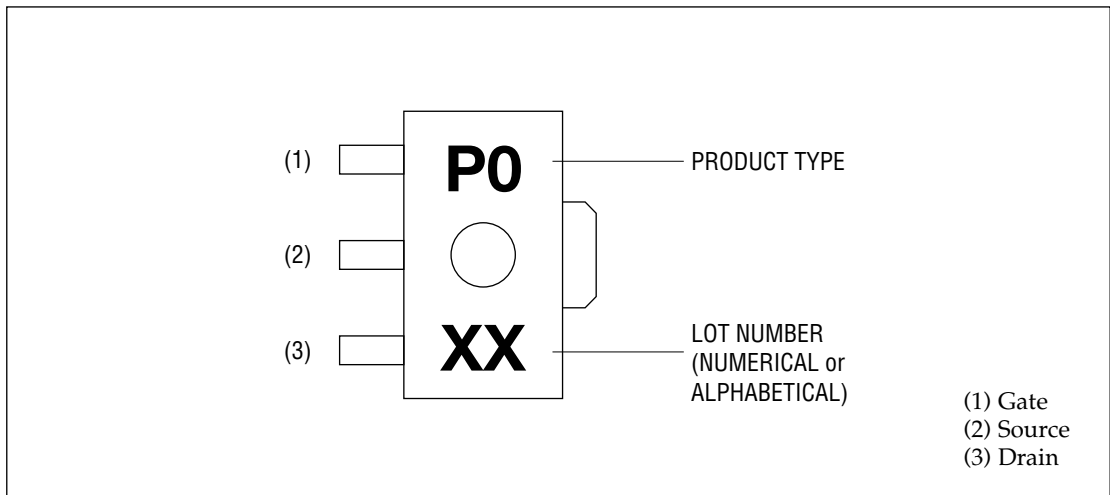 (1)
P0
PRODUCT TYPE
(2)
(3)
XX
LOT NUMBER
(NUMERICAL or
ALPHABETICAL)
(1) Gate
(2) Source
(3) Drain